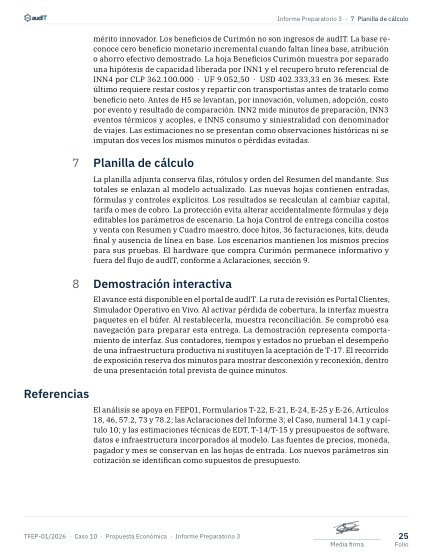 audIT
Informe Preparatorio 3 · 7 Planilla de cálculo
mérito innovador. Los beneficios de Curimón no son ingresos de audIT. La base re-
conoce cero beneficio monetario incremental cuando faltan línea base, atribución
o ahorro efectivo demostrado. La hoja Beneficios Curimón muestra por separado
una hipótesis de capacidad liberada por INN1 y el recupero bruto referencial de
INN4 por CLP 362.100.000 · UF 9.052,50 · USD 402.333,33 en 36 meses. Este
último requiere restar costos y repartir con transportistas antes de tratarlo como
beneficio neto. Antes de H5 se levantan, por innovación, volumen, adopción, costo
por evento y resultado de comparación. INN2 mide minutos de preparación, INN3
eventos térmicos y acoples, e INN5 consumo y siniestralidad con denominador
de viajes. Las estimaciones no se presentan como observaciones históricas ni se
imputan dos veces los mismos minutos o pérdidas evitadas.
7 Planilla de cálculo
La planilla adjunta conserva filas, rótulos y orden del Resumen del mandante. Sus
totales se enlazan al modelo actualizado. Las nuevas hojas contienen entradas,
fórmulas y controles explícitos. Los resultados se recalculan al cambiar capital,
tarifa o mes de cobro. La protección evita alterar accidentalmente fórmulas y deja
editables los parámetros de escenario. La hoja Control de entrega concilia costos
y venta con Resumen y Cuadro maestro, doce hitos, 36 facturaciones, kits, deuda
final y ausencia de línea en base. Los escenarios mantienen los mismos precios
para sus pruebas. El hardware que compra Curimón permanece informativo y
fuera del flujo de audIT, conforme a Aclaraciones, sección 9.
8 Demostración interactiva
El avance está disponible en el portal de audIT. La ruta de revisión es Portal Clientes,
Simulador Operativo en Vivo. Al activar pérdida de cobertura, la interfaz muestra
paquetes en el búfer. Al restablecerla, muestra reconciliación. Se comprobó esa
navegación para preparar esta entrega. La demostración representa comporta-
miento de interfaz. Sus contadores, tiempos y estados no prueban el desempeño
de una infraestructura productiva ni sustituyen la aceptación de T-17. El recorrido
de exposición reserva dos minutos para mostrar desconexión y reconexión, dentro
de una presentación total prevista de quince minutos.
Referencias
El análisis se apoya en FEP01, Formularios T-22, E-21, E-24, E-25 y E-26, Artículos
18, 46, 57.2, 73 y 78.2; las Aclaraciones del Informe 3; el Caso, numeral 14.1 y capí-
tulo 10; y las estimaciones técnicas de EDT, T-14/T-15 y presupuestos de software,
datos e infraestructura incorporados al modelo. Las fuentes de precios, moneda,
pagador y mes se conservan en las hojas de entrada. Los nuevos parámetros sin
cotización se identifican como supuestos de presupuesto.
TFEP-01/2026 · Caso 10 · Propuesta Económica · Informe Preparatorio 3
Media firma
25
Folio